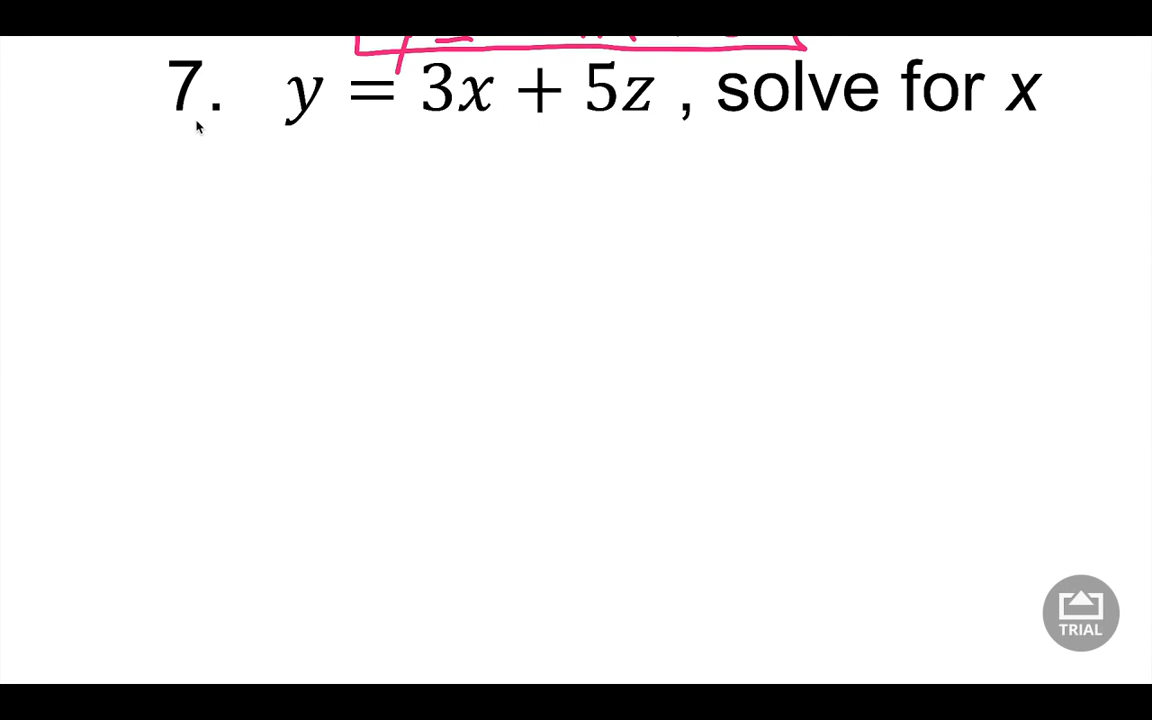 7. y = 3x + 5z , solve for x
TRIAL